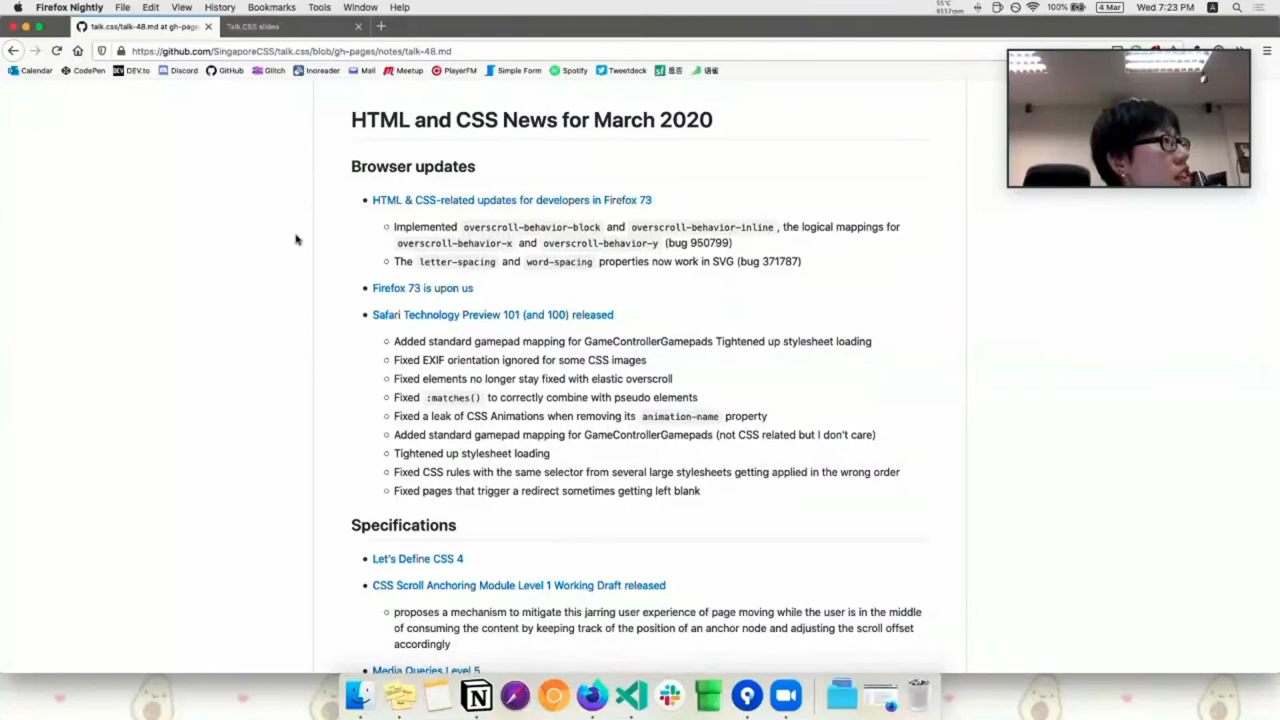 Firefox Nightly File Edit View History Bookmarks Tools Window Help
100% 4 Mar Wed 7:23 PM A
talk.css/talk-48.md at gh-page
Talk.CSS slides
https://github.com/SingaporeCSS/talk.css/blob/gh-pages/notes/talk-48.md
Calendar CodePen DEV.to Discord GitHub Glitch Inoreader Mail Meetup PlayerFM Simple Form Spotify Tweetdeck 语雀
HTML and CSS News for March 2020
Browser updates
HTML & CSS-related updates for developers in Firefox 73
Implemented overscroll-behavior-block and overscroll-behavior-inline , the logical mappings for
overscroll-behavior-x and overscroll-behavior-y (bug 950799)
The letter-spacing and word-spacing properties now work in SVG (bug 371787)
Firefox 73 is upon us
Safari Technology Preview 101 (and 100) released
Added standard gamepad mapping for GameControllerGamepads Tightened up stylesheet loading
Fixed EXIF orientation ignored for some CSS images
Fixed elements no longer stay fixed with elastic overscroll
Fixed :matches() to correctly combine with pseudo elements
Fixed a leak of CSS Animations when removing its animation-name property
Added standard gamepad mapping for GameControllerGamepads (not CSS related but I don't care)
Tightened up stylesheet loading
Fixed CSS rules with the same selector from several large stylesheets getting applied in the wrong order
Fixed pages that trigger a redirect sometimes getting left blank
Specifications
Let's Define CSS 4
CSS Scroll Anchoring Module Level 1 Working Draft released
proposes a mechanism to mitigate this jarring user experience of page moving while the user is in the middle
of consuming the content by keeping track of the position of an anchor node and adjusting the scroll offset
accordingly
Media Queries Level 5